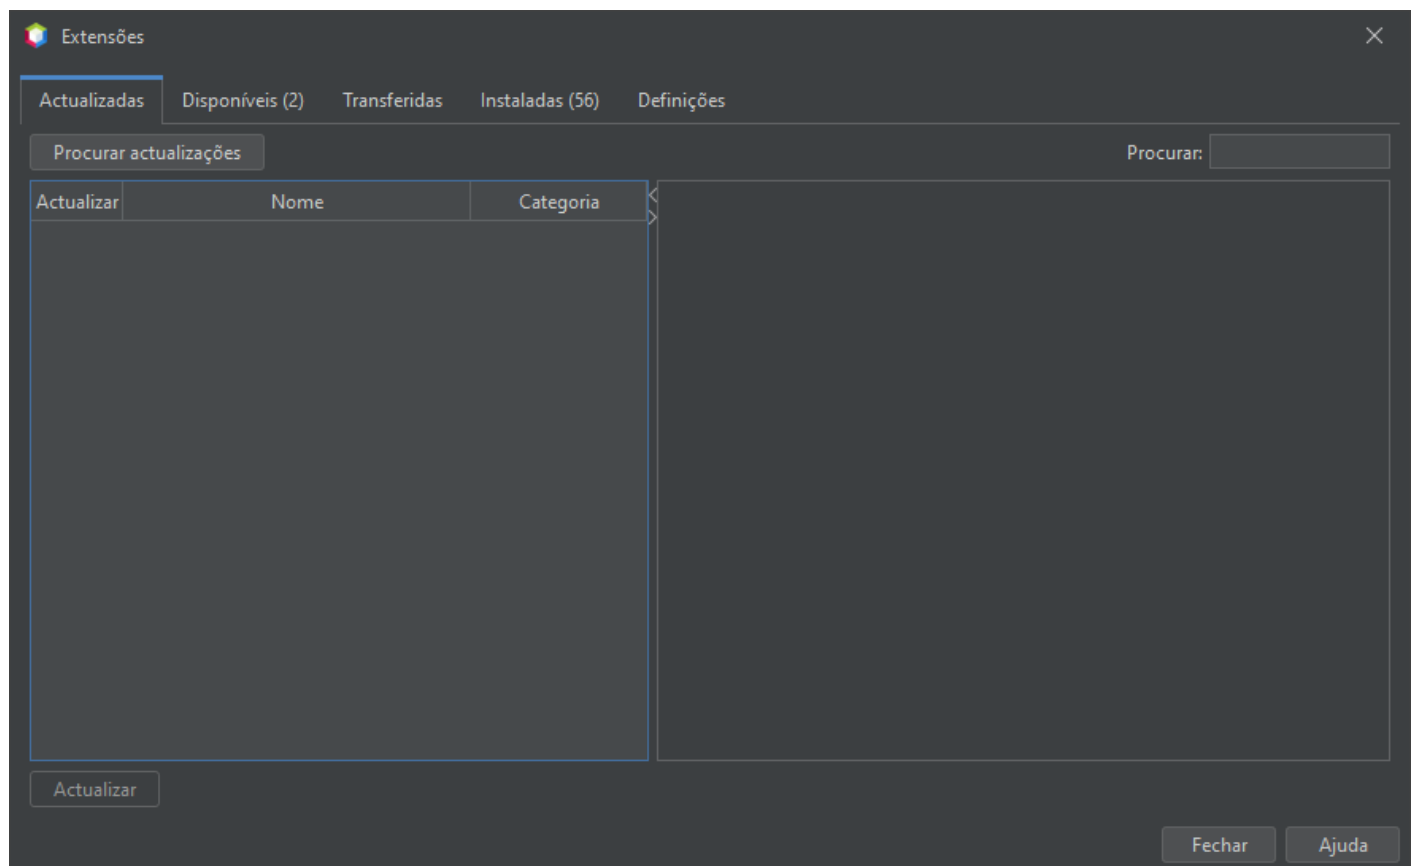 Extensões
Actualizadas Disponíveis (2) Transferidas Instaladas (56) Definições
Procurar actualizações Procurar:
Actualizar Nome Categoria
Actualizar
Fechar Ajuda